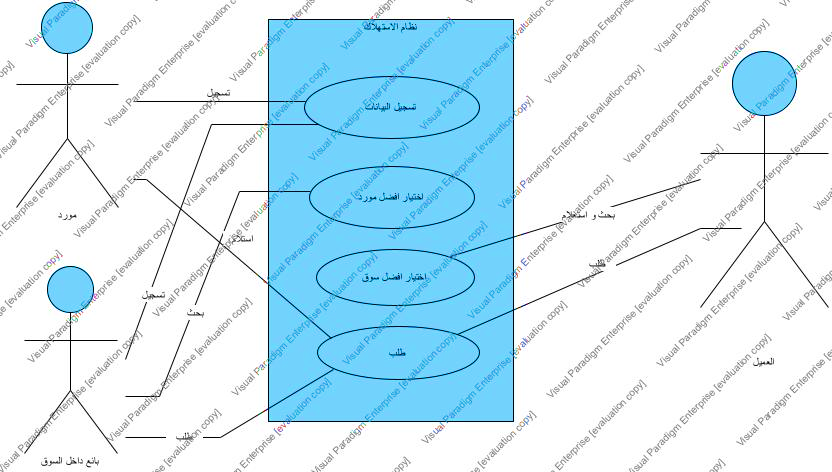 نظام الاستهلاك
تسجيل
تسجيل البيانات
اختيار افضل مورد
مورد
بحث و استعلام
استلام
طلب
اختيار افضل سوق
تسجيل
بحث
طلب
العميل
طلب
بائع داخل السوق
Visual Paradigm Enterprise [evaluation copy]